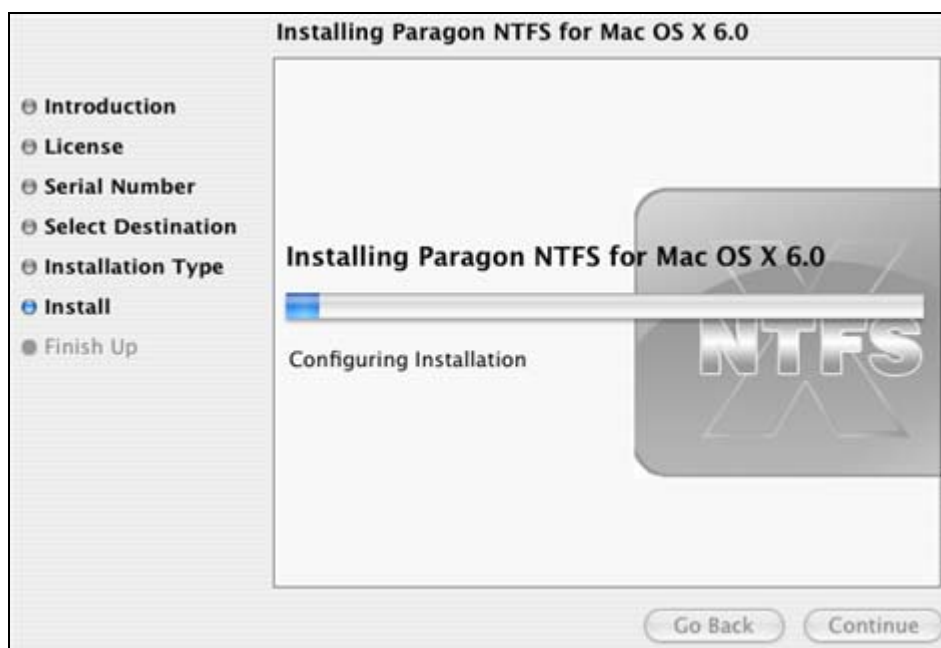 Installing Paragon NTFS for Mac OS X 6.0
Introduction
License
Serial Number
Select Destination
Installation Type
Install
Finish Up
Installing Paragon NTFS for Mac OS X 6.0
Configuring Installation
NTFS
X
Go Back
Continue